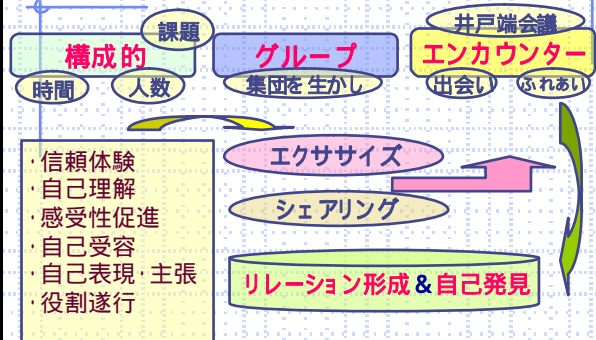 課題
井戸端会議
構成的
グループ
エンカウンター
時間
人数
集団を生かし
出会い
ふれあい
エクササイズ
シェアリング
・信頼体験
・自己理解
・感受性促進
・自己受容
・自己表現・主張
・役割遂行
リレーション形成&自己発見